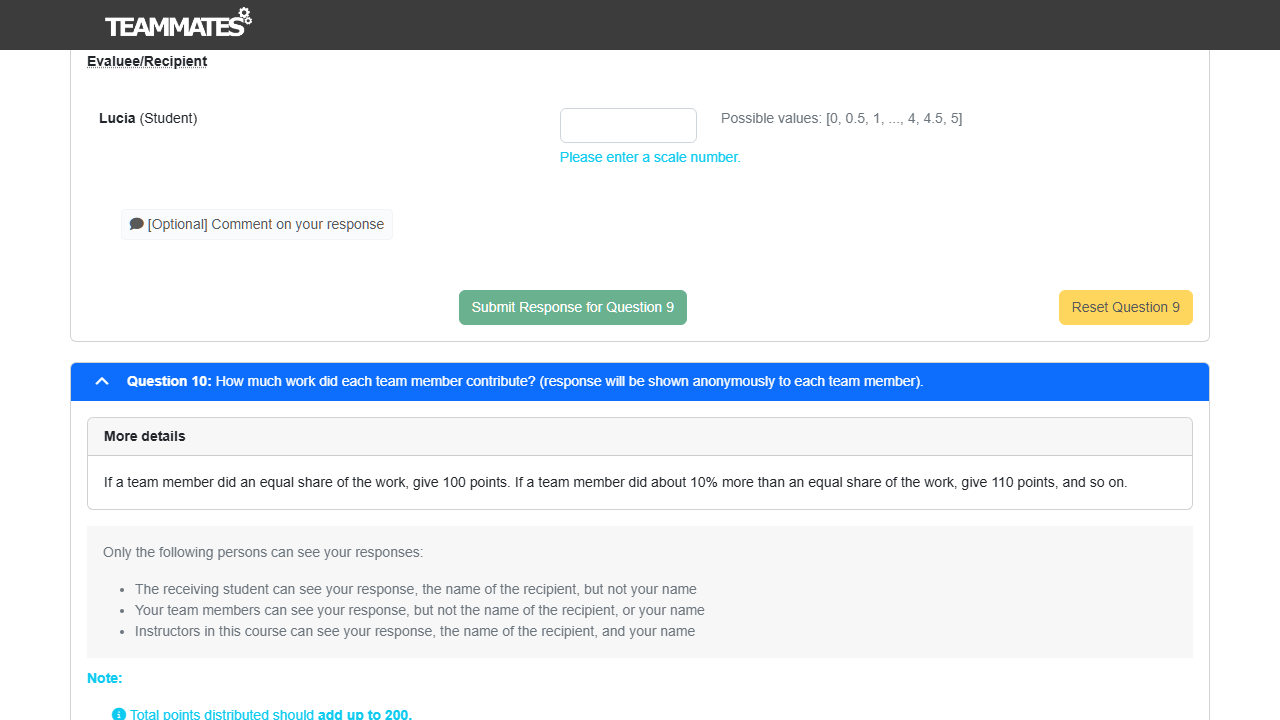 TEAMMATES
Evaluee/Recipient
Lucia (Student)
Possible values: [0, 0.5, 1, ..., 4, 4.5, 5]
Please enter a scale number.
[Optional] Comment on your response
Submit Response for Question 9
Reset Question 9
Question 10: How much work did each team member contribute? (response will be shown anonymously to each team member).
More details
If a team member did an equal share of the work, give 100 points. If a team member did about 10% more than an equal share of the work, give 110 points, and so on.
Only the following persons can see your responses:
• The receiving student can see your response, the name of the recipient, but not your name
• Your team members can see your response, but not the name of the recipient, or your name
• Instructors in this course can see your response, the name of the recipient, and your name
Note:
Total points distributed should add up to 200.